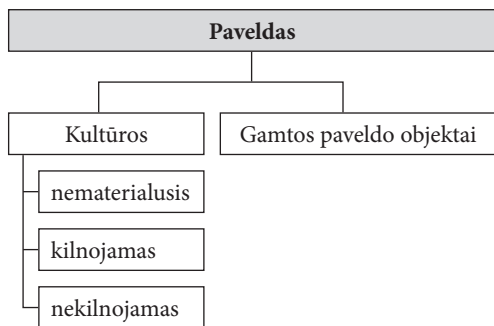 Paveldas
Kultūros
Gamtos paveldo objektai
nematerialusis
kilnojamas
nekilnojamas